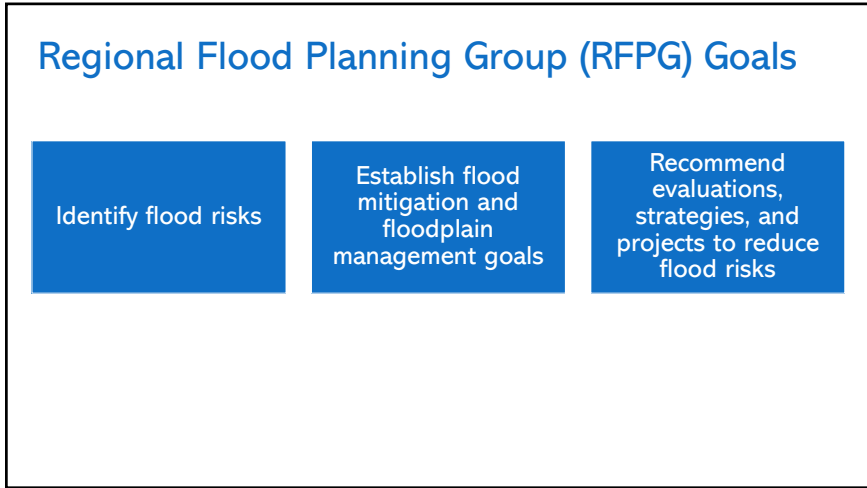 Regional Flood Planning Group (RFPG) Goals
Identify flood risks
Establish flood
mitigation and
floodplain
management goals
Recommend
evaluations,
strategies, and
projects to reduce
flood risks